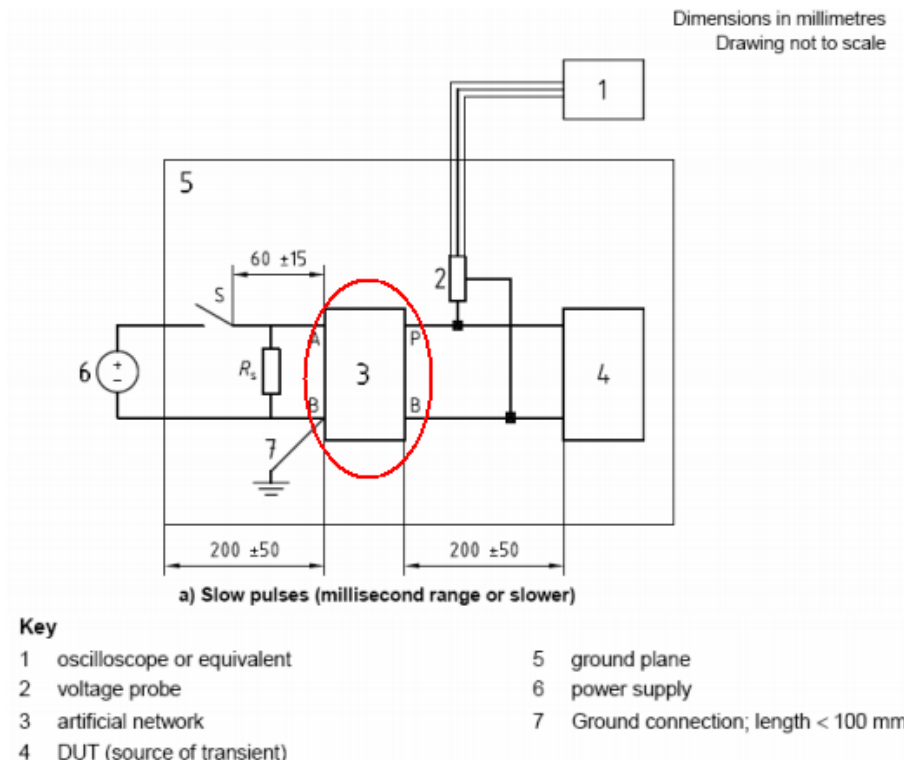 Dimensions in millimetres
Drawing not to scale
1
5
60 ±15
S
2
A
P
6
+
−
Rs
3
4
B
B
7
200 ±50
200 ±50
a) Slow pulses (millisecond range or slower)
Key
1 oscilloscope or equivalent
2 voltage probe
3 artificial network
4 DUT (source of transient)
5 ground plane
6 power supply
7 Ground connection; length < 100 mm